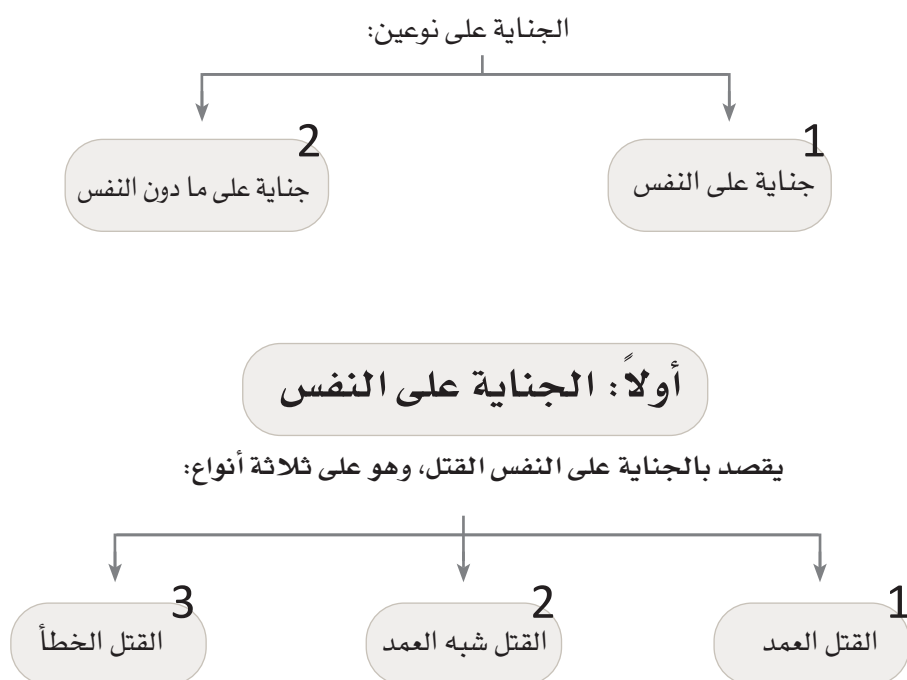 الجناية على نوعين:
1
جناية على النفس
2
جناية على ما دون النفس
أولاً: الجناية على النفس
يقصد بالجناية على النفس القتل، وهو على ثلاثة أنواع:
1
القتل العمد
2
القتل شبه العمد
3
القتل الخطأ